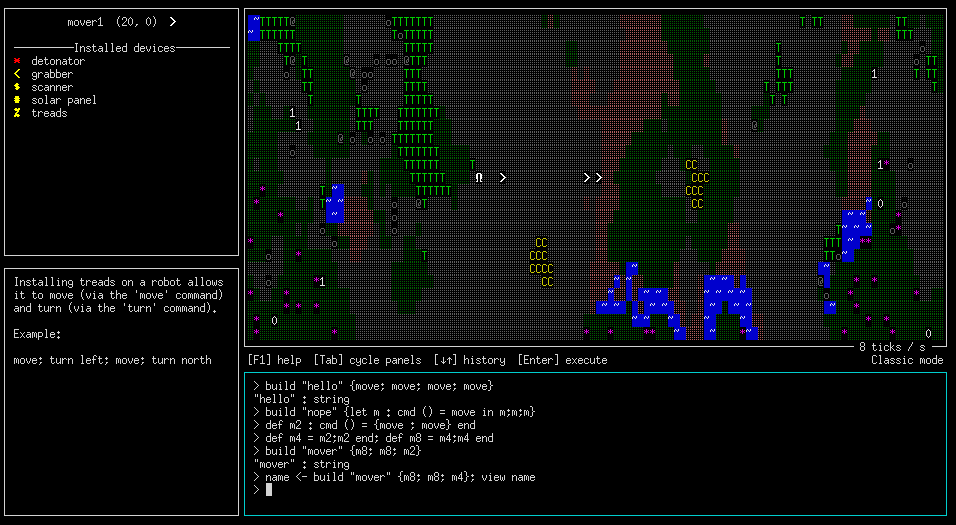 mover1 (20, 0) >
Installed devices
* detonator
< grabber
$ scanner
# solar panel
% treads
Installing treads on a robot allows
it to move (via the 'move' command)
and turn (via the 'turn' command).
Example:
move; turn left; move; turn north
8 ticks / s
[F1] help [Tab] cycle panels [↓↑] history [Enter] execute
Classic mode
> build "hello" {move; move; move; move}
"hello" : string
> build "nope" {let m : cmd () = move in m;m;m}
> def m2 : cmd () = {move ; move} end
> def m4 = m2;m2 end; def m8 = m4;m4 end
> build "mover" {m8; m8; m2}
"mover" : string
> name <- build "mover" {m8; m8; m4}; view name
>